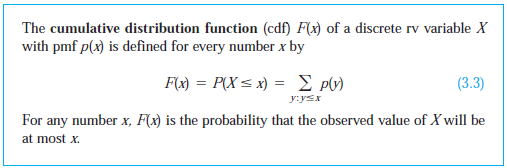 The cumulative distribution function (cdf) F(x) of a discrete rv variable X
with pmf p(x) is defined for every number x by
F(x) = P(X ≤ x) = Σ p(y) (3.3)
y: y≤x
For any number x, F(x) is the probability that the observed value of X will be
at most x.